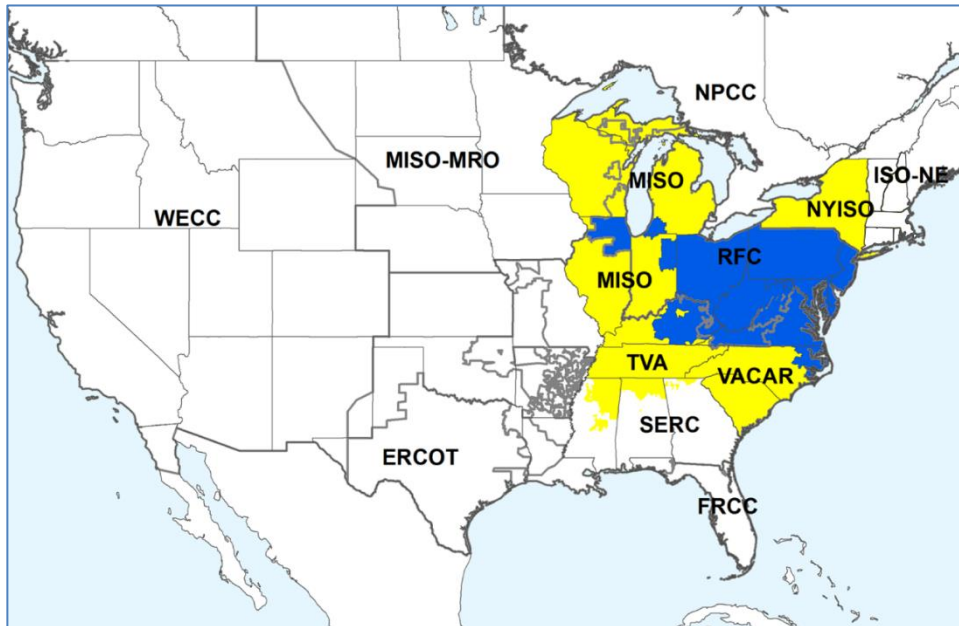 NPCC
MISO-MRO
MISO
ISO-NE
WECC
NYISO
RFC
MISO
TVA
VACAR
SERC
ERCOT
FRCC